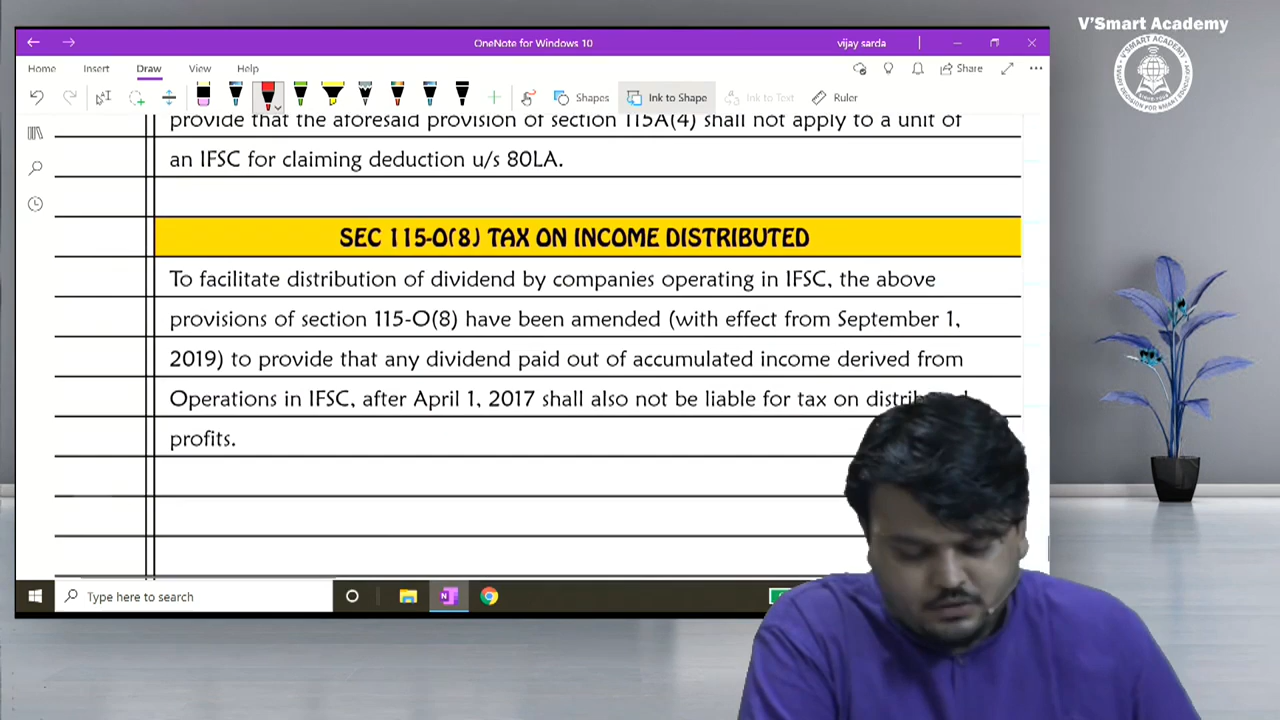 V'Smart Academy
OneNote for Windows 10
vijay sarda
Home Insert Draw View Help
Share
Shapes Ink to Shape Ink to Text Ruler
provide that the aforesaid provision of section 115A(4) shall not apply to a unit of
an IFSC for claiming deduction u/s 80LA.
SEC 115-O(8) TAX ON INCOME DISTRIBUTED
To facilitate distribution of dividend by companies operating in IFSC, the above
provisions of section 115-O(8) have been amended (with effect from September 1,
2019) to provide that any dividend paid out of accumulated income derived from
Operations in IFSC, after April 1, 2017 shall also not be liable for tax on
profits.
Type here to search